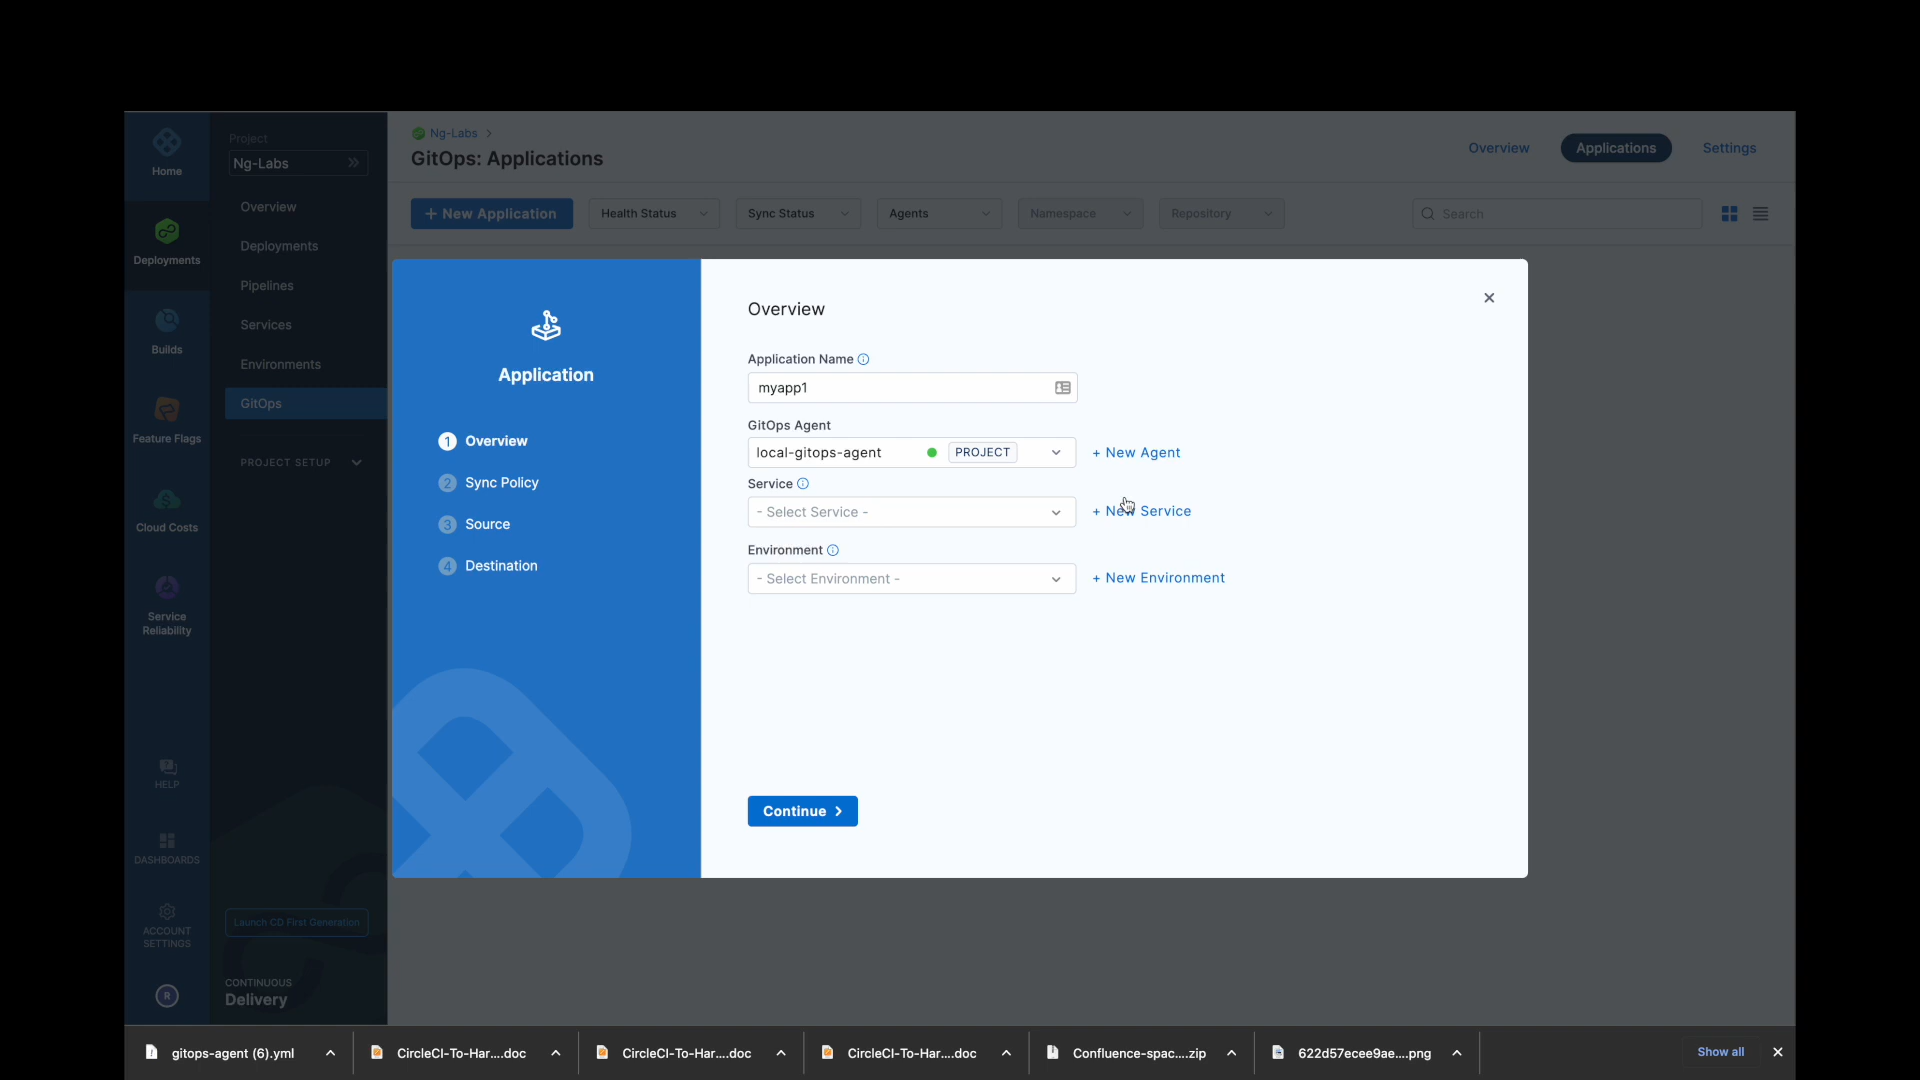 Home
Deployments
Builds
Feature Flags
Cloud Costs
Service
Reliability
HELP
DASHBOARDS
ACCOUNT
SETTINGS
R
Project
Ng-Labs
Overview
Deployments
Pipelines
Services
Environments
GitOps
PROJECT SETUP
Launch CD First Generation
CONTINUOUS
Delivery
Ng-Labs >
GitOps: Applications
Overview
Applications
Settings
+ New Application
Health Status
Sync Status
Agents
Namespace
Repository
Search
Application
1 Overview
2 Sync Policy
3 Source
4 Destination
Overview
Application Name
myapp1
GitOps Agent
local-gitops-agent
PROJECT
+ New Agent
Service
- Select Service -
+ New Service
Environment
- Select Environment -
+ New Environment
Continue >
gitops-agent (6).yml
CircleCI-To-Har....doc
CircleCI-To-Har....doc
CircleCI-To-Har....doc
Confluence-spac....zip
622d57ecee9ae....png
Show all